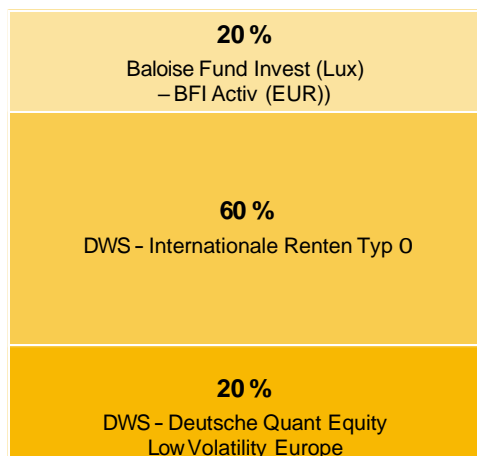 20 %
Baloise Fund Invest (Lux)
– BFI Activ (EUR))
60 %
DWS – Internationale Renten Typ O
20 %
DWS – Deutsche Quant Equity
Low Volatility Europe